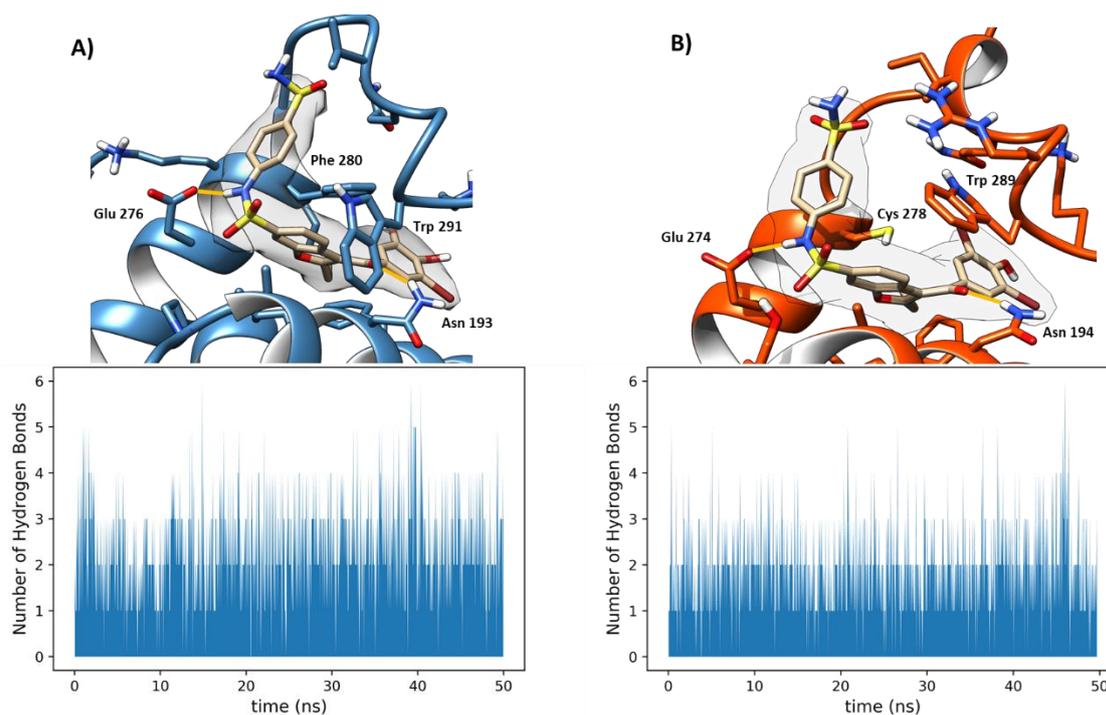 A)
Phe 280
Glu 276
Trp 291
Asn 193
B)
Trp 289
Cys 278
Glu 274
Asn 194
Number of Hydrogen Bonds
6
5
4
3
2
1
0
0 10 20 30 40 50
time (ns)
Number of Hydrogen Bonds
6
5
4
3
2
1
0
0 10 20 30 40 50
time (ns)